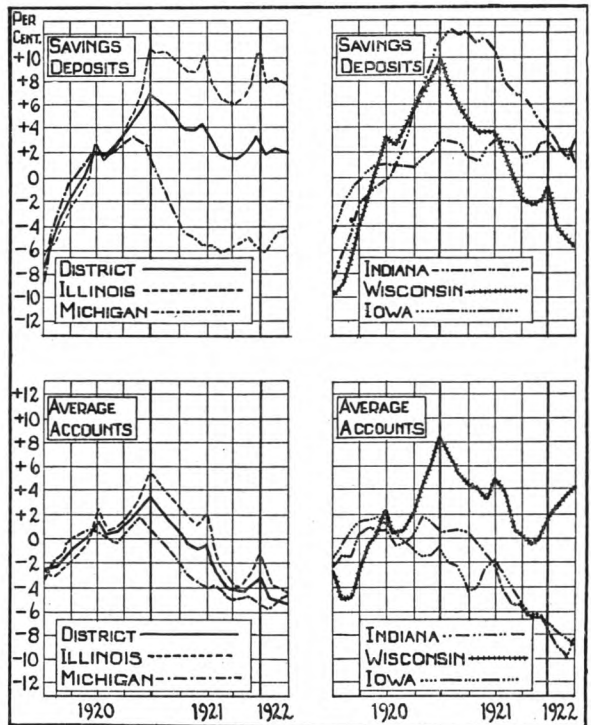 PER
CENT.
SAVINGS
DEPOSITS
+10
+8
+6
+4
+2
0
-2
-4
-6
-8
-10
-12
DISTRICT
ILLINOIS
MICHIGAN
SAVINGS
DEPOSITS
INDIANA
WISCONSIN
IOWA
+12
+10
+8
+6
+4
+2
0
-2
-4
-6
-8
-10
-12
AVERAGE
ACCOUNTS
DISTRICT
ILLINOIS
MICHIGAN
AVERAGE
ACCOUNTS
INDIANA
WISCONSIN
IOWA
1920 1921 1922
1920 1921 1922